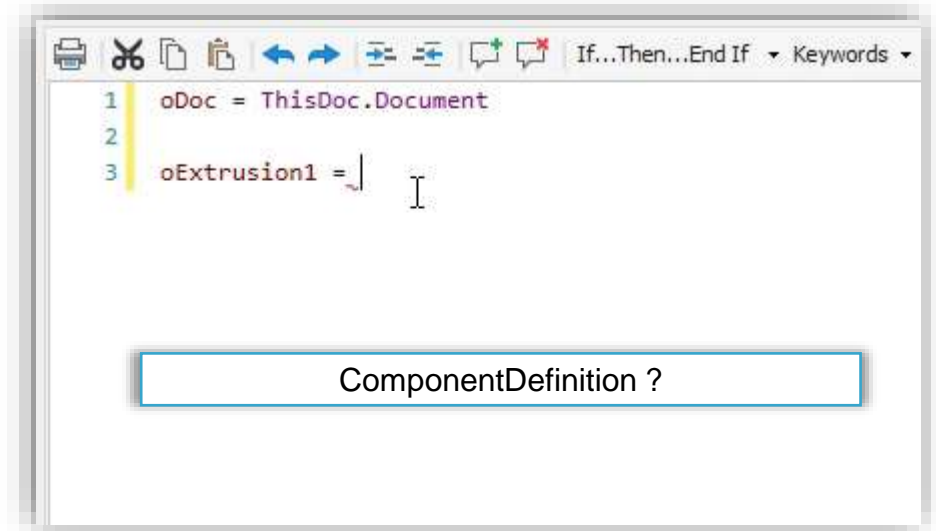 If...Then...End If Keywords
1 oDoc = ThisDoc.Document
2
3 oExtrusion1 =
ComponentDefinition ?